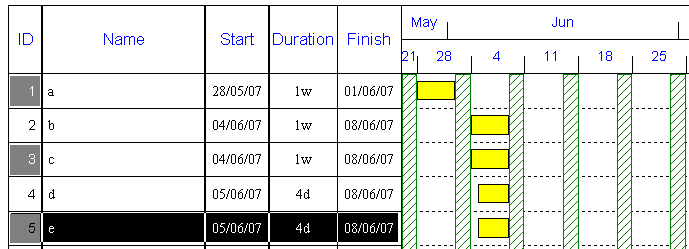 May Jun
ID Name Start Duration Finish
21 28 4 11 18 25
1 a 28/05/07 1w 01/06/07
2 b 04/06/07 1w 08/06/07
3 c 04/06/07 1w 08/06/07
4 d 05/06/07 4d 08/06/07
5 e 05/06/07 4d 08/06/07